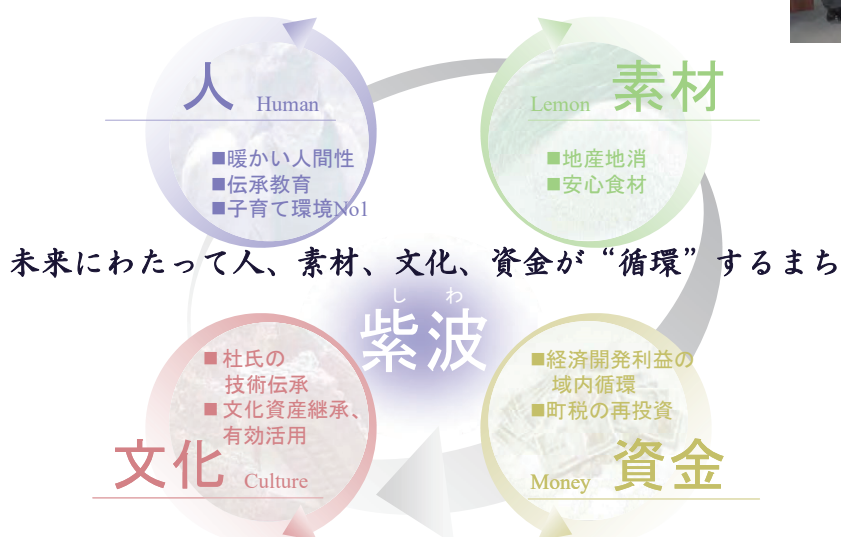 人 Human
■暖かい人間性
■伝承教育
■子育て環境No1
Lemon 素材
■地産地消
■安心食材
未来にわたって人、素材、文化、資金が“循環”するまち
しわ
紫波
■杜氏の
技術伝承
■文化資産継承、
有効活用
文化 Culture
■経済開発利益の
域内循環
■町税の再投資
Money 資金